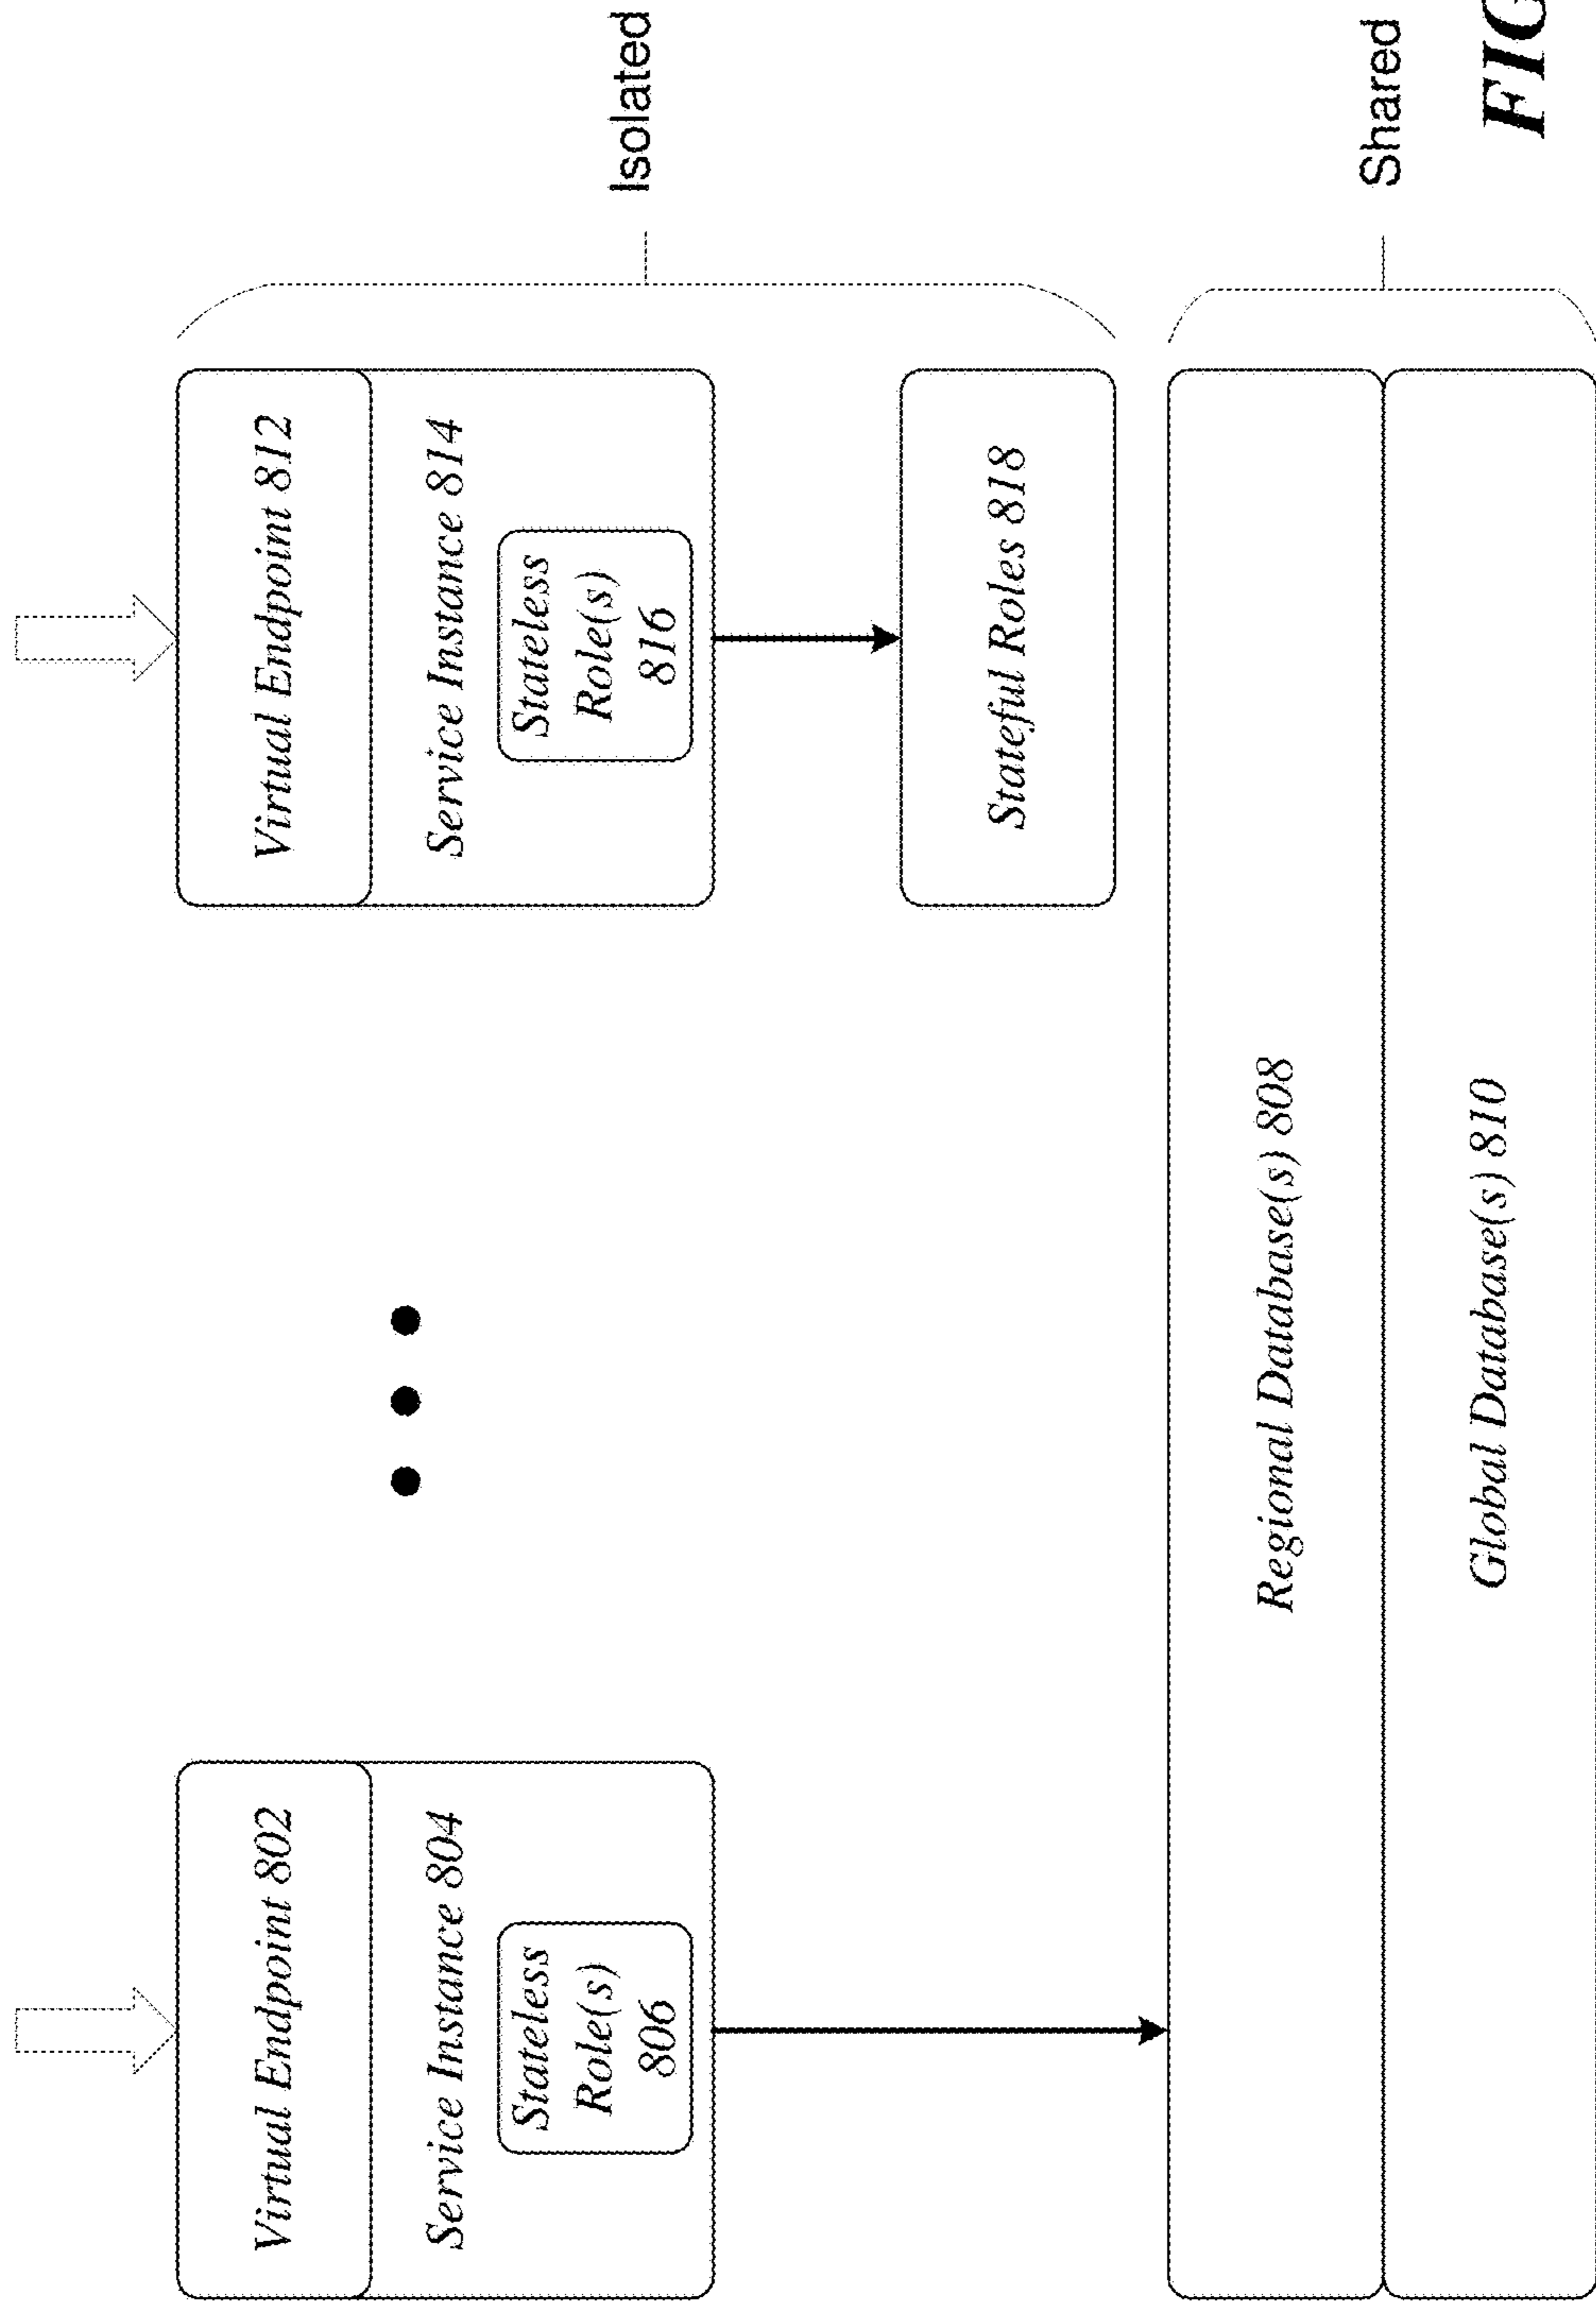 Virtual Endpoint 802
Service Instance 804
Stateless
Role(s)
806
Virtual Endpoint 812
Service Instance 814
Stateless
Role(s)
816
Stateful Roles 818
Isolated
Regional Database(s) 808
Global Database(s) 810
Shared
FIG